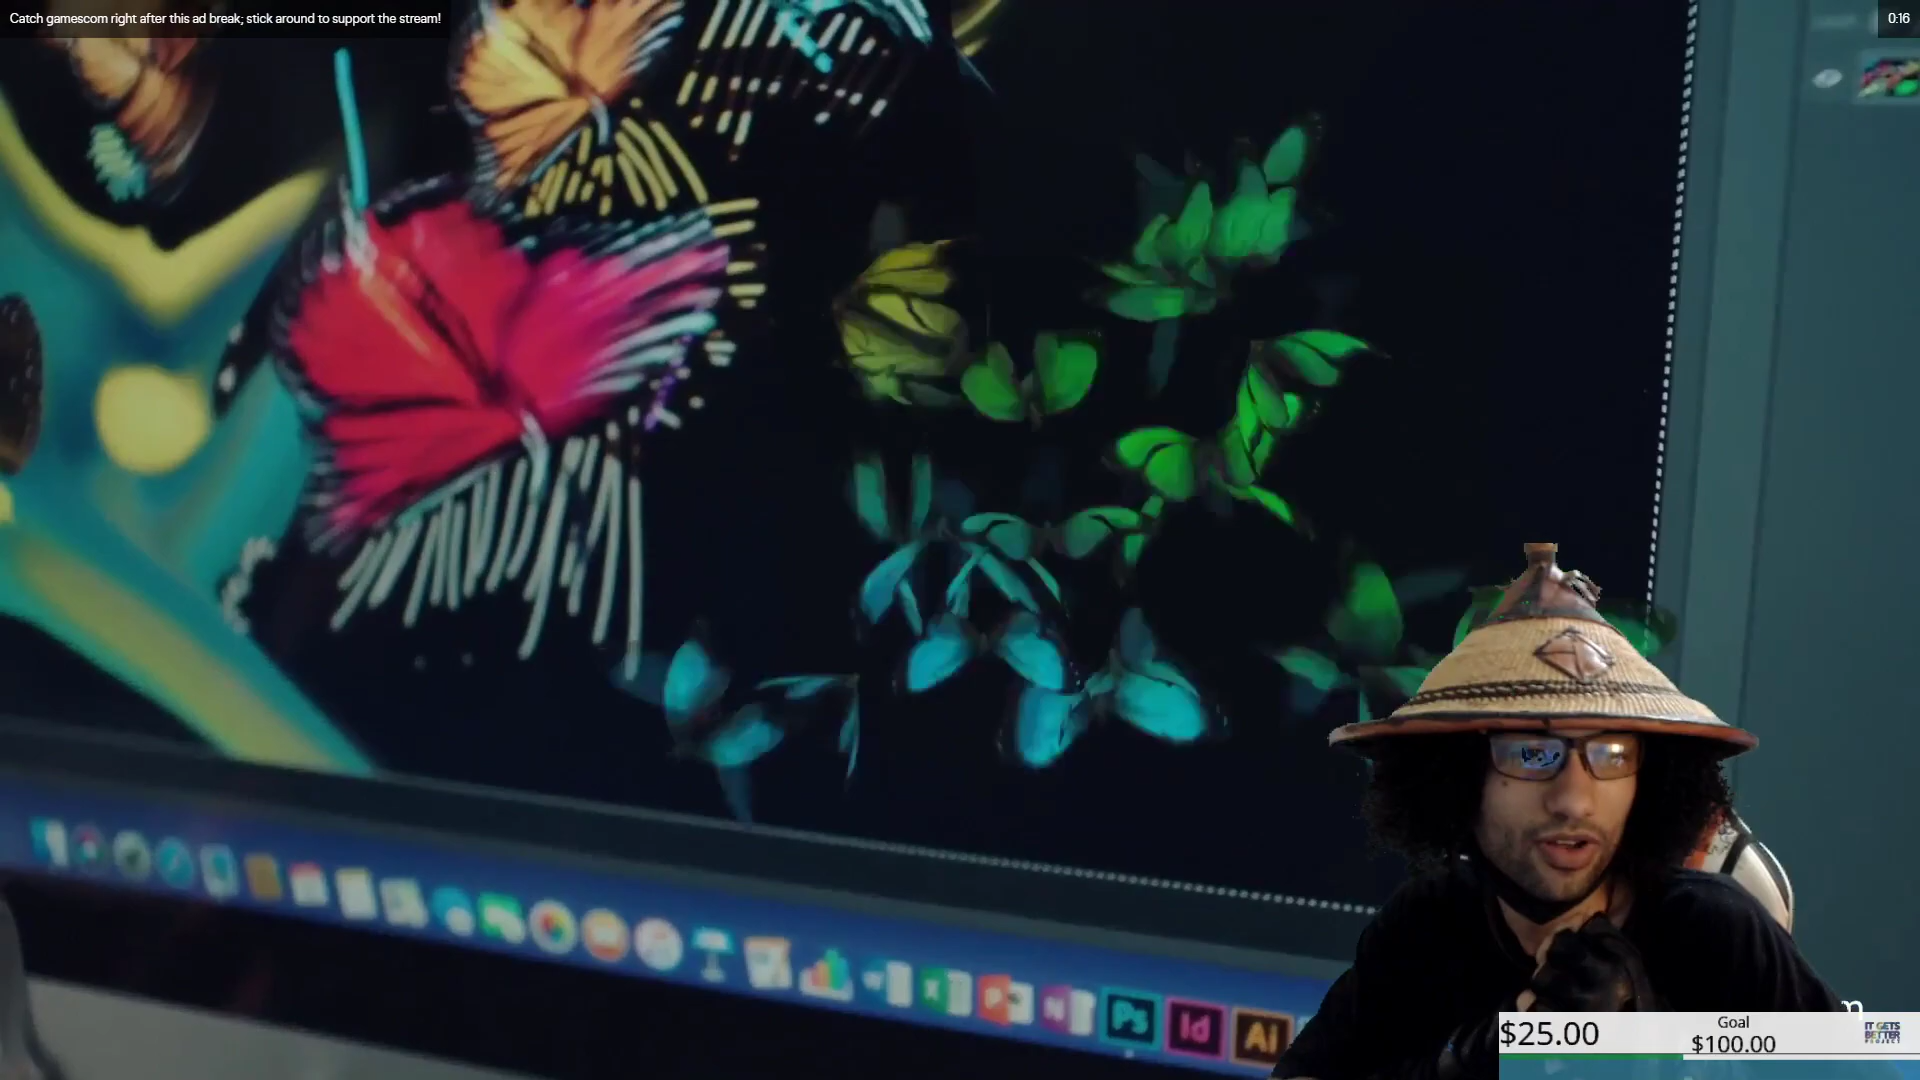 Catch gamescom right after this ad break; stick around to support the stream!
0:16
Ps
Id
Ai
m
$25.00
Goal
$100.00
IT GETS
BETTER
PROJECT